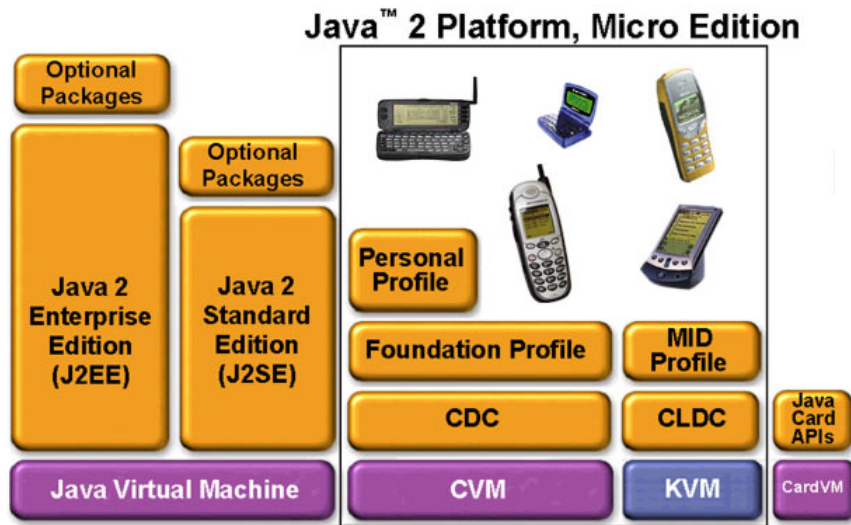 Java™ 2 Platform, Micro Edition
Optional
Packages
Java 2
Enterprise
Edition
(J2EE)
Optional
Packages
Java 2
Standard
Edition
(J2SE)
Java Virtual Machine
Personal
Profile
Foundation Profile
CDC
CVM
MID
Profile
CLDC
KVM
Java
Card
APIs
CardVM